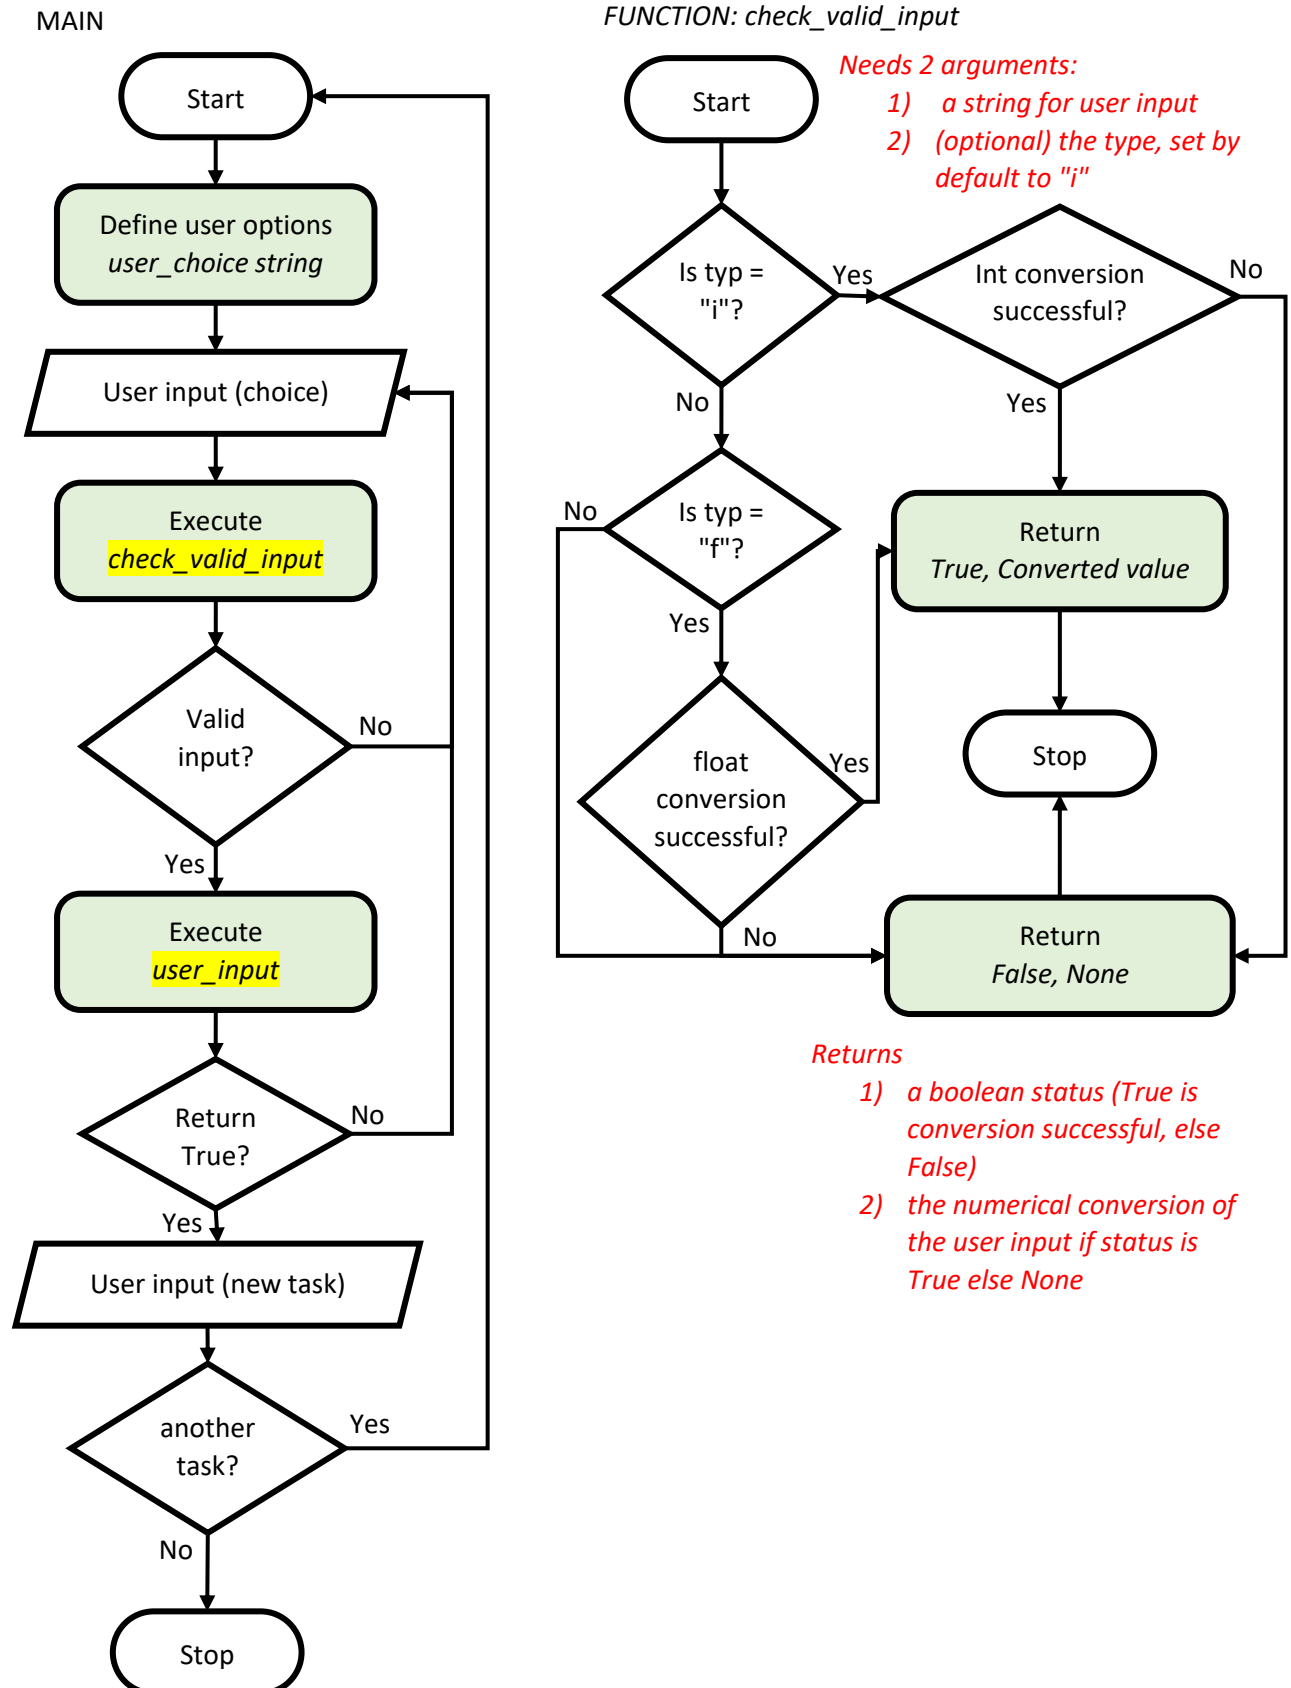 MAIN
Start
Define user options
user_choice string
User input (choice)
Execute
check_valid_input
Valid
input?
No
Yes
Execute
user_input
Return
True?
No
Yes
User input (new task)
another
task?
Yes
No
Stop
FUNCTION: check_valid_input
Needs 2 arguments:
1) a string for user input
2) (optional) the type, set by
default to "i"
Start
Is typ =
"i"?
Yes
Int conversion
successful?
No
No
Yes
Is typ =
"f"?
No
Yes
Return
True, Converted value
float
conversion
successful?
Yes
Stop
No
Return
False, None
Returns
1) a boolean status (True is
conversion successful, else
False)
2) the numerical conversion of
the user input if status is
True else None